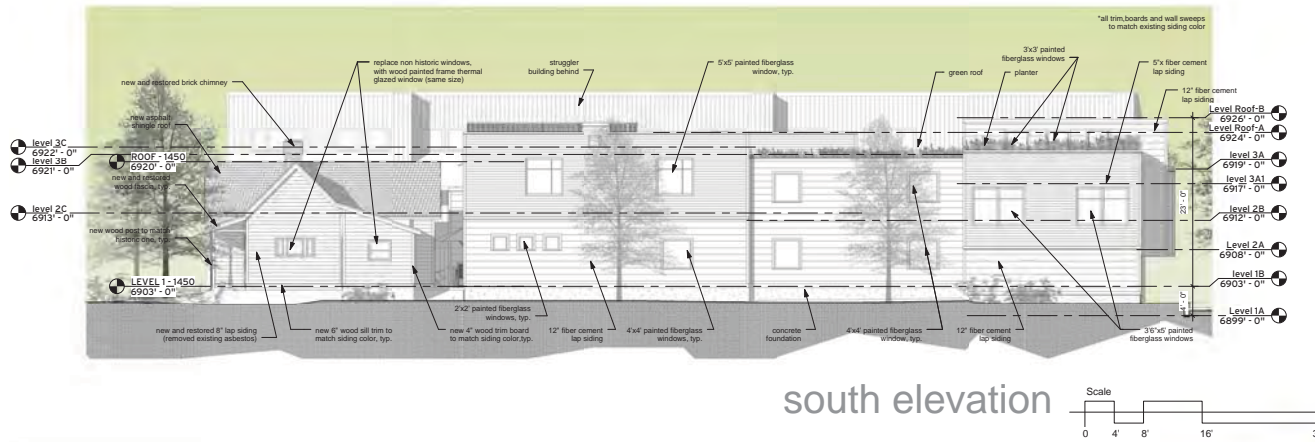 *all trim,boards and wall sweeps
to match existing siding color
replace non historic windows,
with wood painted frame thermal
glazed window (same size)
struggler
building behind
5'x5' painted fiberglass
window, typ.
3'x3' painted
fiberglass windows
green roof
planter
5"x fiber cement
lap siding
12" fiber cement
lap siding
new and restored brick chimney
new asphalt
shingle roof
level 3C
6922' - 0"
level 3B
6921' - 0"
ROOF - 1450
6920' - 0"
new and restored
wood fascia, typ.
level 2C
6913' - 0"
new wood post to match
historic one, typ.
LEVEL 1 - 1450
6903' - 0"
Level Roof-B
6926' - 0"
Level Roof-A
6924' - 0"
level 3A
6919' - 0"
level 3A1
6917' - 0"
23' - 0"
level 2B
6912' - 0"
Level 2A
6908' - 0"
level 1B
6903' - 0"
4' - 0"
Level 1A
6899' - 0"
new and restored 8" lap siding
(removed existing asbestos)
new 6" wood sill trim to
match siding color, typ.
new 4" wood trim board
to match siding color,typ.
2'x2' painted fiberglass
windows, typ.
12" fiber cement
lap siding
4'x4' painted fiberglass
windows, typ.
concrete
foundation
4'x4' painted fiberglass
window, typ.
12" fiber cement
lap siding
3'6"x5' painted
fiberglass windows
south elevation
Scale
0 4' 8' 16'